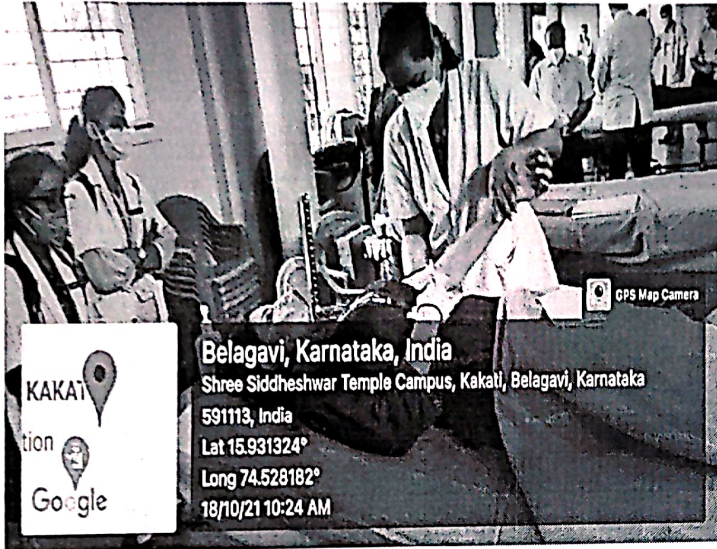 GPS Map Camera
Belagavi, Karnataka, India
Shree Siddheshwar Temple Campus, Kakati, Belagavi, Karnataka
591113, India
Lat 15.931324°
Long 74.528182°
18/10/21 10:24 AM
KAKATI
tion
Google